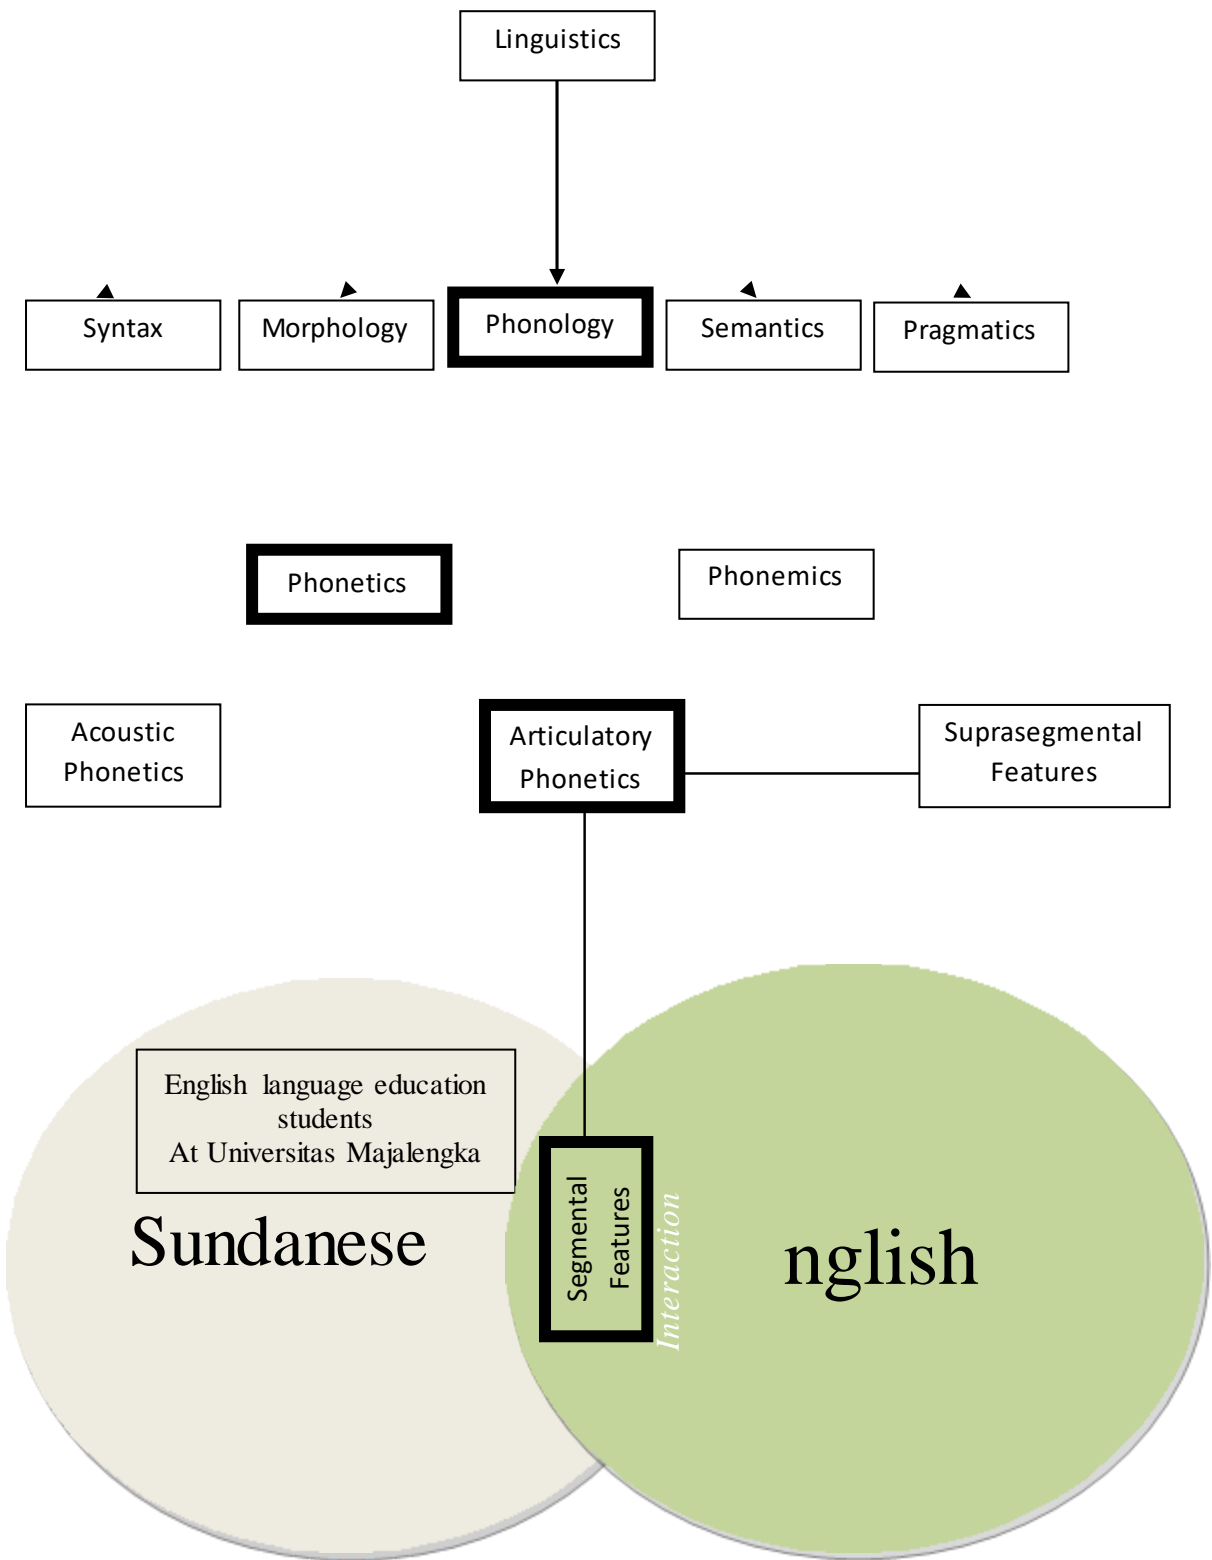 Linguistics
Syntax
Morphology
Phonology
Semantics
Pragmatics
Phonetics
Phonemics
Acoustic
Phonetics
Articulatory
Phonetics
Suprasegmental
Features
English language education
students
At Universitas Majalengka
Sundanese
Segmental
Features
Interaction
nglish